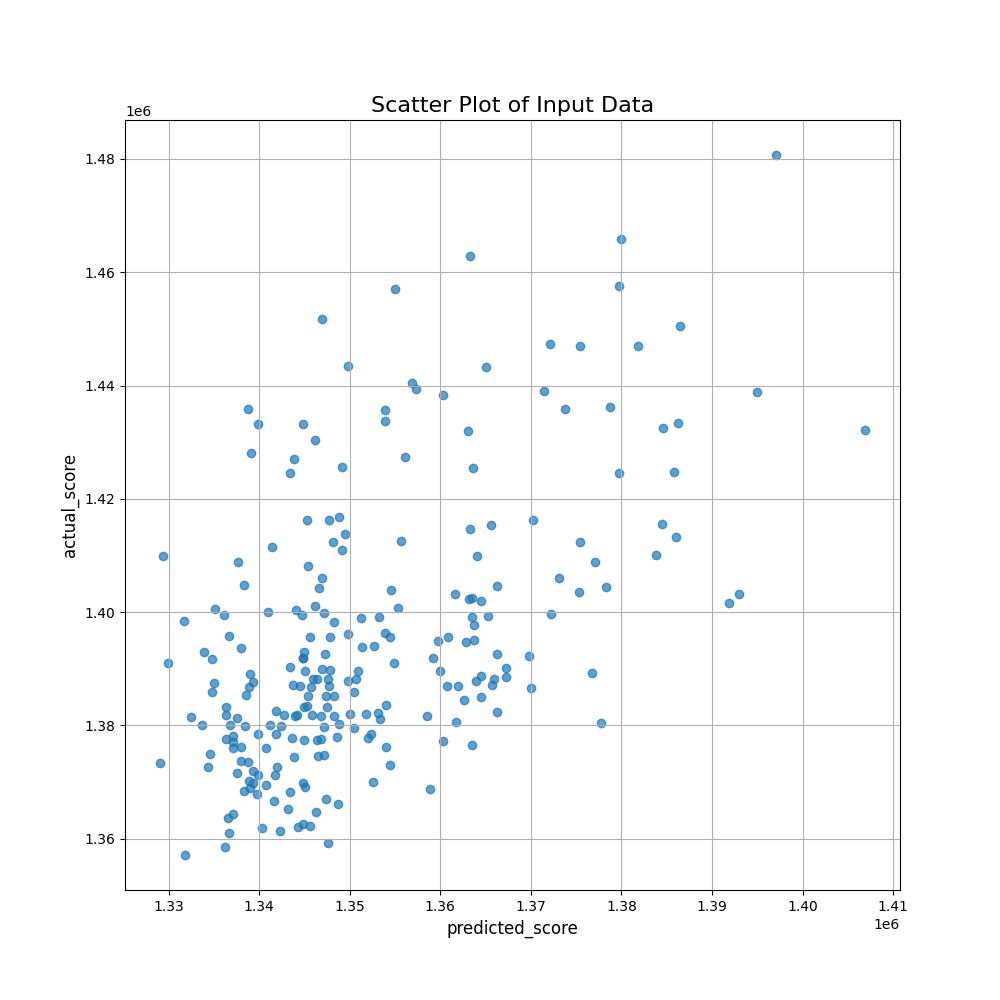 Scatter Plot of Input Data
1e6
1.48
1.46
1.44
1.42
1.40
1.38
1.36
actual_score
1.33 1.34 1.35 1.36 1.37 1.38 1.39 1.40 1.41
1e6
predicted_score